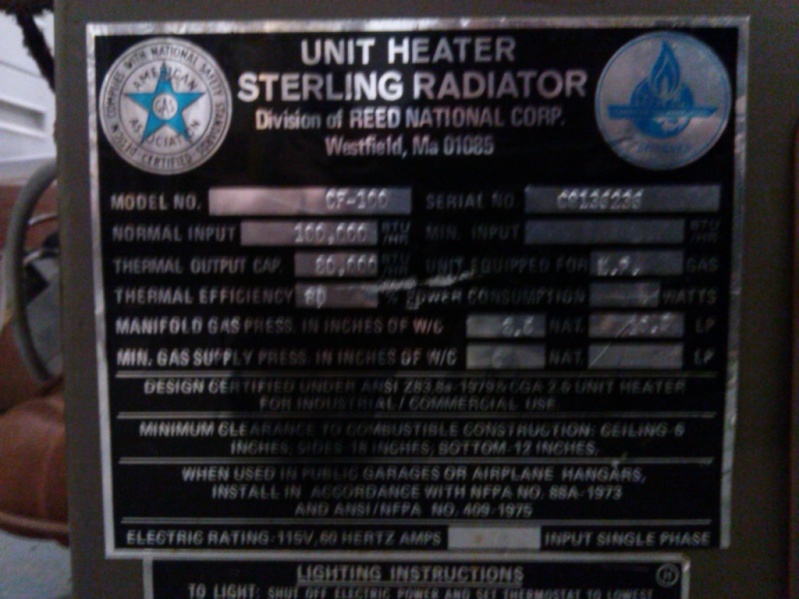 UNIT HEATER
STERLING RADIATOR
Division of REED NATIONAL CORP.
Westfield, Ma 01085
AMERICAN
GAS
ASSOCIATION
MODEL NO. CF-100 SERIAL NO.
NORMAL INPUT 100,000 BTU/HR MIN. INPUT BTU/HR
THERMAL OUTPUT CAP. 80,000 BTU/HR UNIT EQUIPPED FOR GAS
THERMAL EFFICIENCY 80 % POWER CONSUMPTION WATTS
MANIFOLD GAS PRESS. IN INCHES OF W/C NAT. LP
MIN. GAS SUPPLY PRESS. IN INCHES OF W/C NAT. LP
DESIGN CERTIFIED UNDER ANSI & CGA UNIT HEATER
FOR INDUSTRIAL / COMMERCIAL USE
MINIMUM CLEARANCE TO COMBUSTIBLE CONSTRUCTION: CEILING-6
INCHES, SIDES-18 INCHES, BOTTOM-12 INCHES.
WHEN USED IN PUBLIC GARAGES OR AIRPLANE HANGARS,
INSTALL IN ACCORDANCE WITH NFPA NO. 88A-1973
AND ANSI/NFPA NO. 409-1975
ELECTRIC RATING-115V, 60 HERTZ AMPS INPUT SINGLE PHASE
LIGHTING INSTRUCTIONS
TO LIGHT: SHUT OFF ELECTRIC POWER AND SET THERMOSTAT TO LOWEST